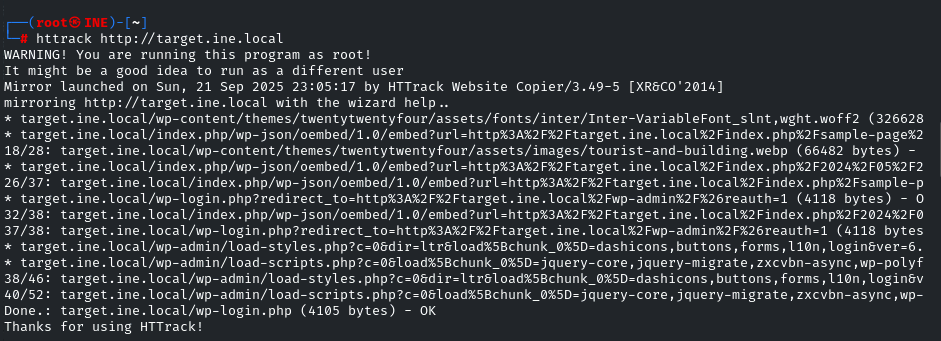 ┌──(root㉿INE)-[~]
└─# httrack http://target.ine.local
WARNING! You are running this program as root!
It might be a good idea to run as a different user
Mirror launched on Sun, 21 Sep 2025 23:05:17 by HTTrack Website Copier/3.49-5 [XR&CO'2014]
mirroring http://target.ine.local with the wizard help..
* target.ine.local/wp-content/themes/twentytwentyfour/assets/fonts/inter/Inter-VariableFont_slnt,wght.woff2 (326628
* target.ine.local/index.php/wp-json/oembed/1.0/embed?url=http%3A%2F%2Ftarget.ine.local%2Findex.php%2Fsample-page%2
18/28: target.ine.local/wp-content/themes/twentytwentyfour/assets/images/tourist-and-building.webp (66482 bytes) -
* target.ine.local/index.php/wp-json/oembed/1.0/embed?url=http%3A%2F%2Ftarget.ine.local%2Findex.php%2F2024%2F05%2F2
26/37: target.ine.local/index.php/wp-json/oembed/1.0/embed?url=http%3A%2F%2Ftarget.ine.local%2Findex.php%2Fsample-p
* target.ine.local/wp-login.php?redirect_to=http%3A%2F%2Ftarget.ine.local%2Fwp-admin%2F%26reauth=1 (4118 bytes) - O
32/38: target.ine.local/index.php/wp-json/oembed/1.0/embed?url=http%3A%2F%2Ftarget.ine.local%2Findex.php%2F2024%2F0
37/38: target.ine.local/wp-login.php?redirect_to=http%3A%2F%2Ftarget.ine.local%2Fwp-admin%2F%26reauth=1 (4118 bytes
* target.ine.local/wp-admin/load-styles.php?c=0&dir=ltr&load%5Bchunk_0%5D=dashicons,buttons,forms,l10n,login&ver=6.
* target.ine.local/wp-admin/load-scripts.php?c=0&load%5Bchunk_0%5D=jquery-core,jquery-migrate,zxcvbn-async,wp-polyf
38/46: target.ine.local/wp-admin/load-styles.php?c=0&dir=ltr&load%5Bchunk_0%5D=dashicons,buttons,forms,l10n,login&v
40/52: target.ine.local/wp-admin/load-scripts.php?c=0&load%5Bchunk_0%5D=jquery-core,jquery-migrate,zxcvbn-async,wp-
Done.: target.ine.local/wp-login.php (4105 bytes) - OK
Thanks for using HTTrack!